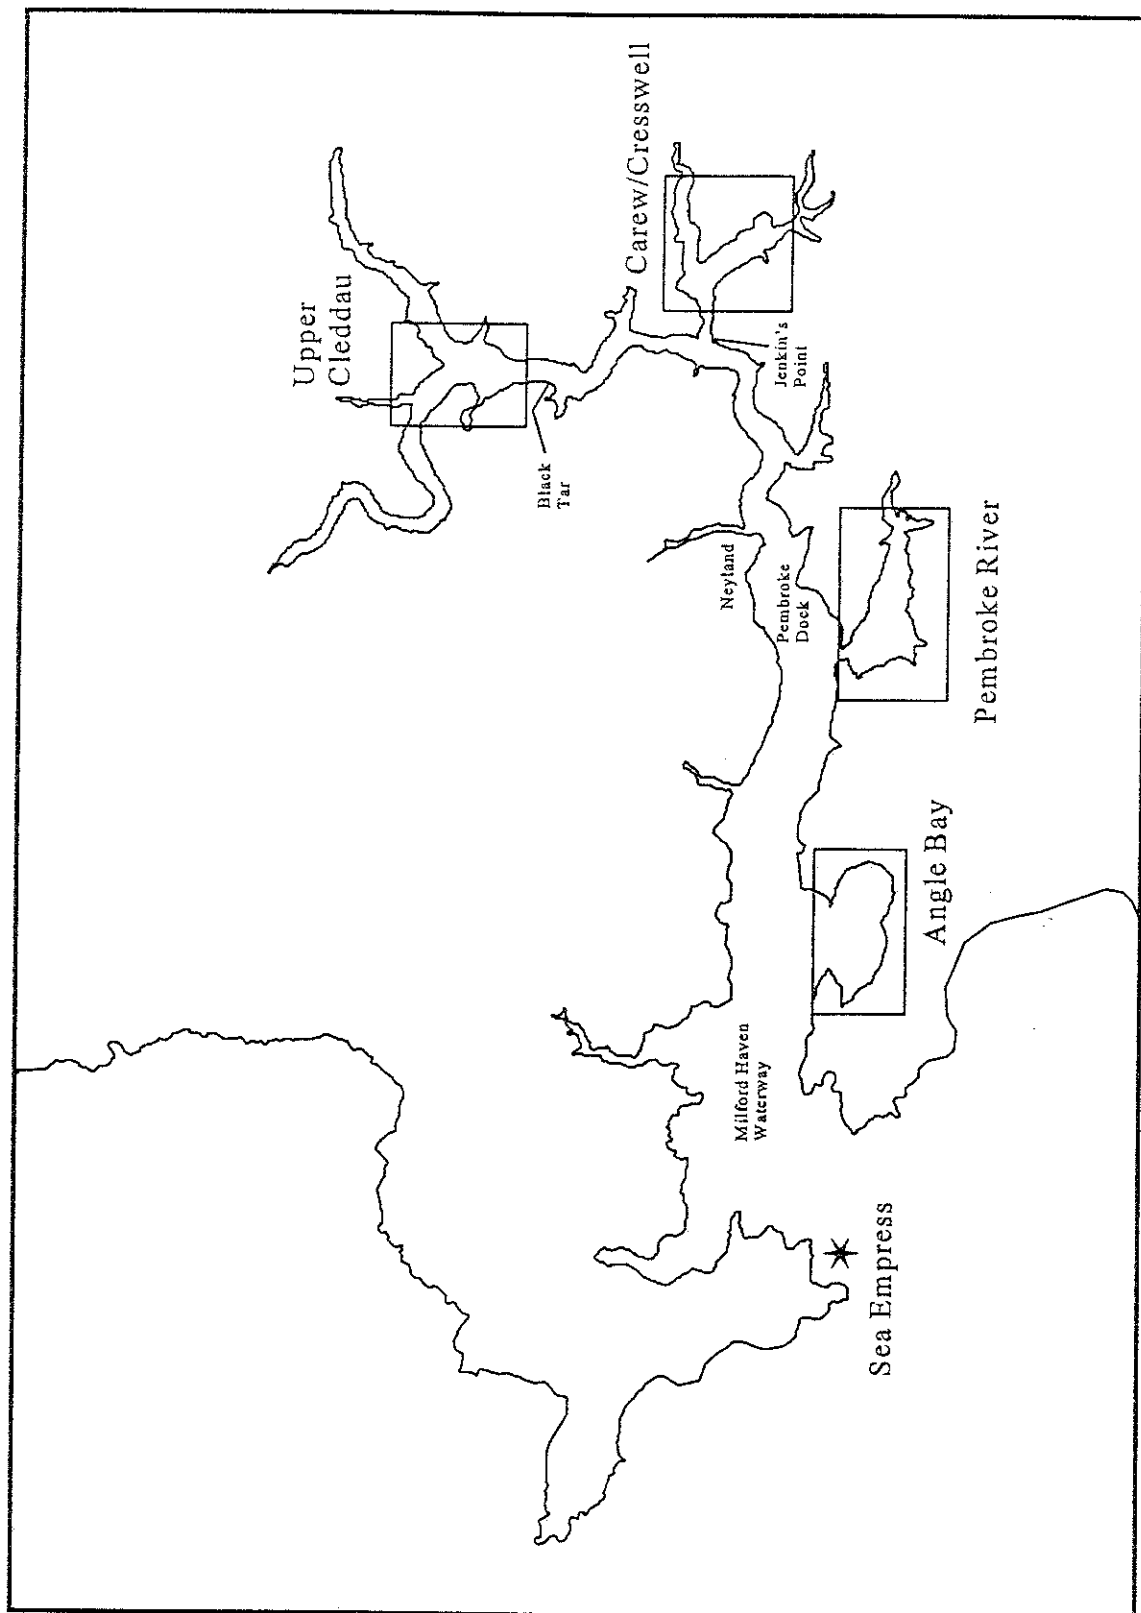 Upper
Cleddau
Carew/Cresswell
Black
Tar
Jenkin's
Point
Neyland
Pembroke
Dock
Pembroke River
Angle Bay
Milford Haven
Waterway
Sea Empress